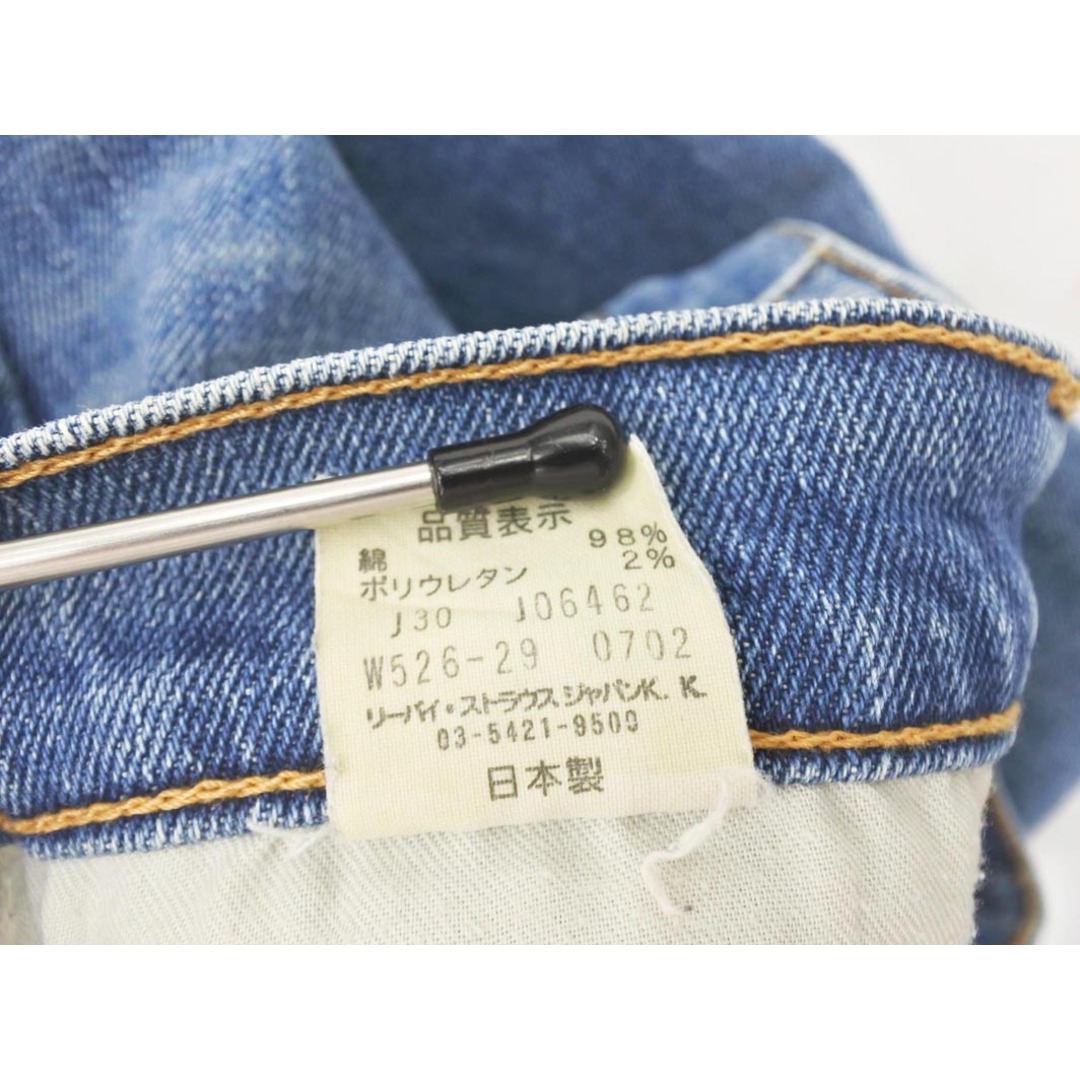 品質表示
綿 98%
ポリウレタン 2%
J30 J06462
W526-29 0702
リーバイ・ストラウス ジャパンK. K.
03-5421-9509
日本製